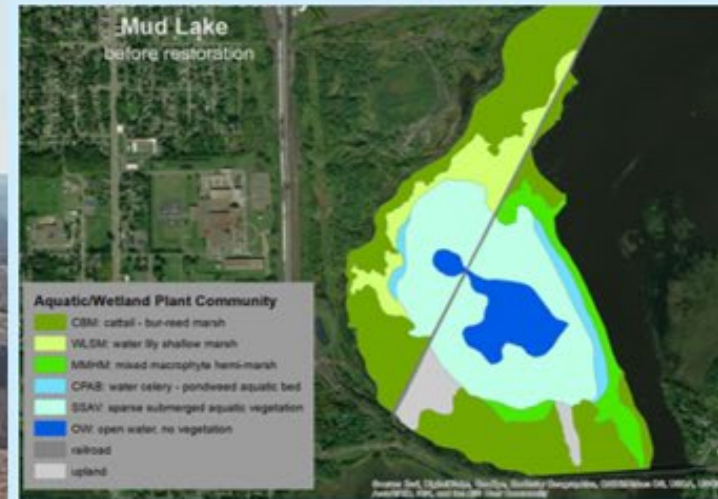 Mud Lake
before restoration
Aquatic/Wetland Plant Community
CBM: cattail - bur-reed marsh
WLSM: water lily shallow marsh
MMHM: mixed macrophyte hemi-marsh
CPAB: water celery - pondweed aquatic bed
SSAV: sparse submerged aquatic vegetation
OW: open water, no vegetation
railroad
upland